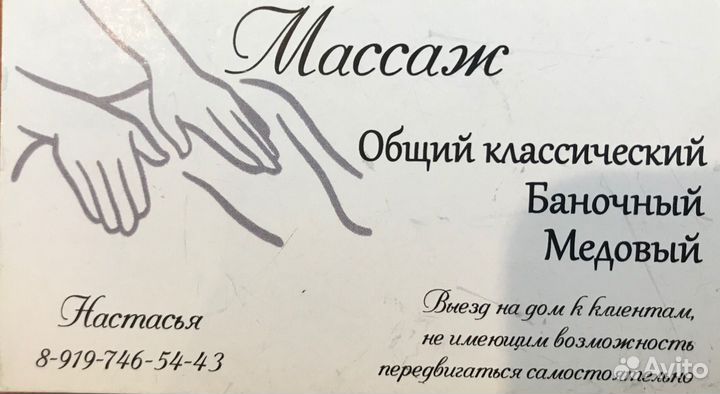 Массаж
Общий классический
Баночный
Медовый
Настасья
8-919-746-54-43
Выезд на дом к клиентам,
не имеющим возможность
передвигаться самостоятельно
Avito